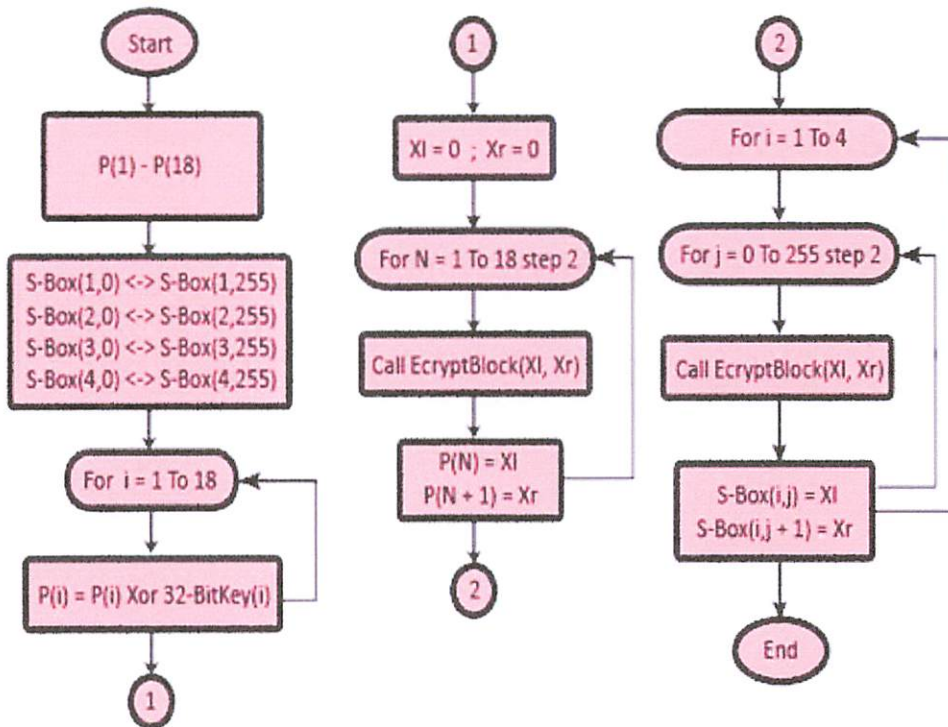 Start
P(1) - P(18)
S-Box(1,0) <-> S-Box(1,255)
S-Box(2,0) <-> S-Box(2,255)
S-Box(3,0) <-> S-Box(3,255)
S-Box(4,0) <-> S-Box(4,255)
For i = 1 To 18
P(i) = P(i) Xor 32-BitKey(i)
1
1
Xl = 0 ; Xr = 0
For N = 1 To 18 step 2
Call EcryptBlock(Xl, Xr)
P(N) = Xl
P(N + 1) = Xr
2
2
For i = 1 To 4
For j = 0 To 255 step 2
Call EcryptBlock(Xl, Xr)
S-Box(i,j) = Xl
S-Box(i,j + 1) = Xr
End